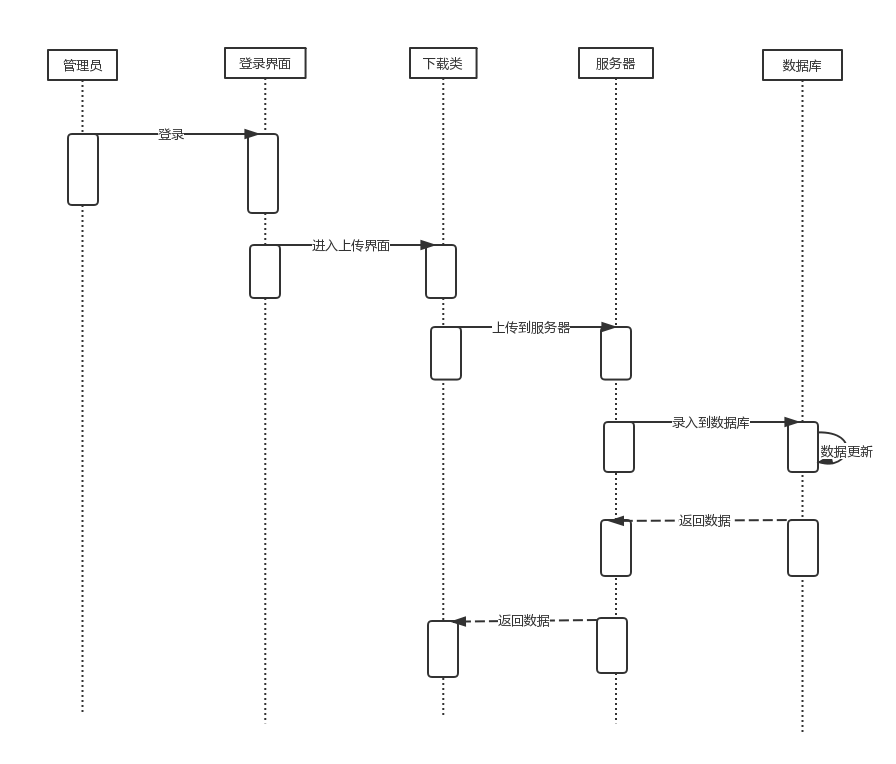 管理员
登录界面
下载类
服务器
数据库
登录
进入上传界面
上传到服务器
录入到数据库
数据更新
返回数据
返回数据